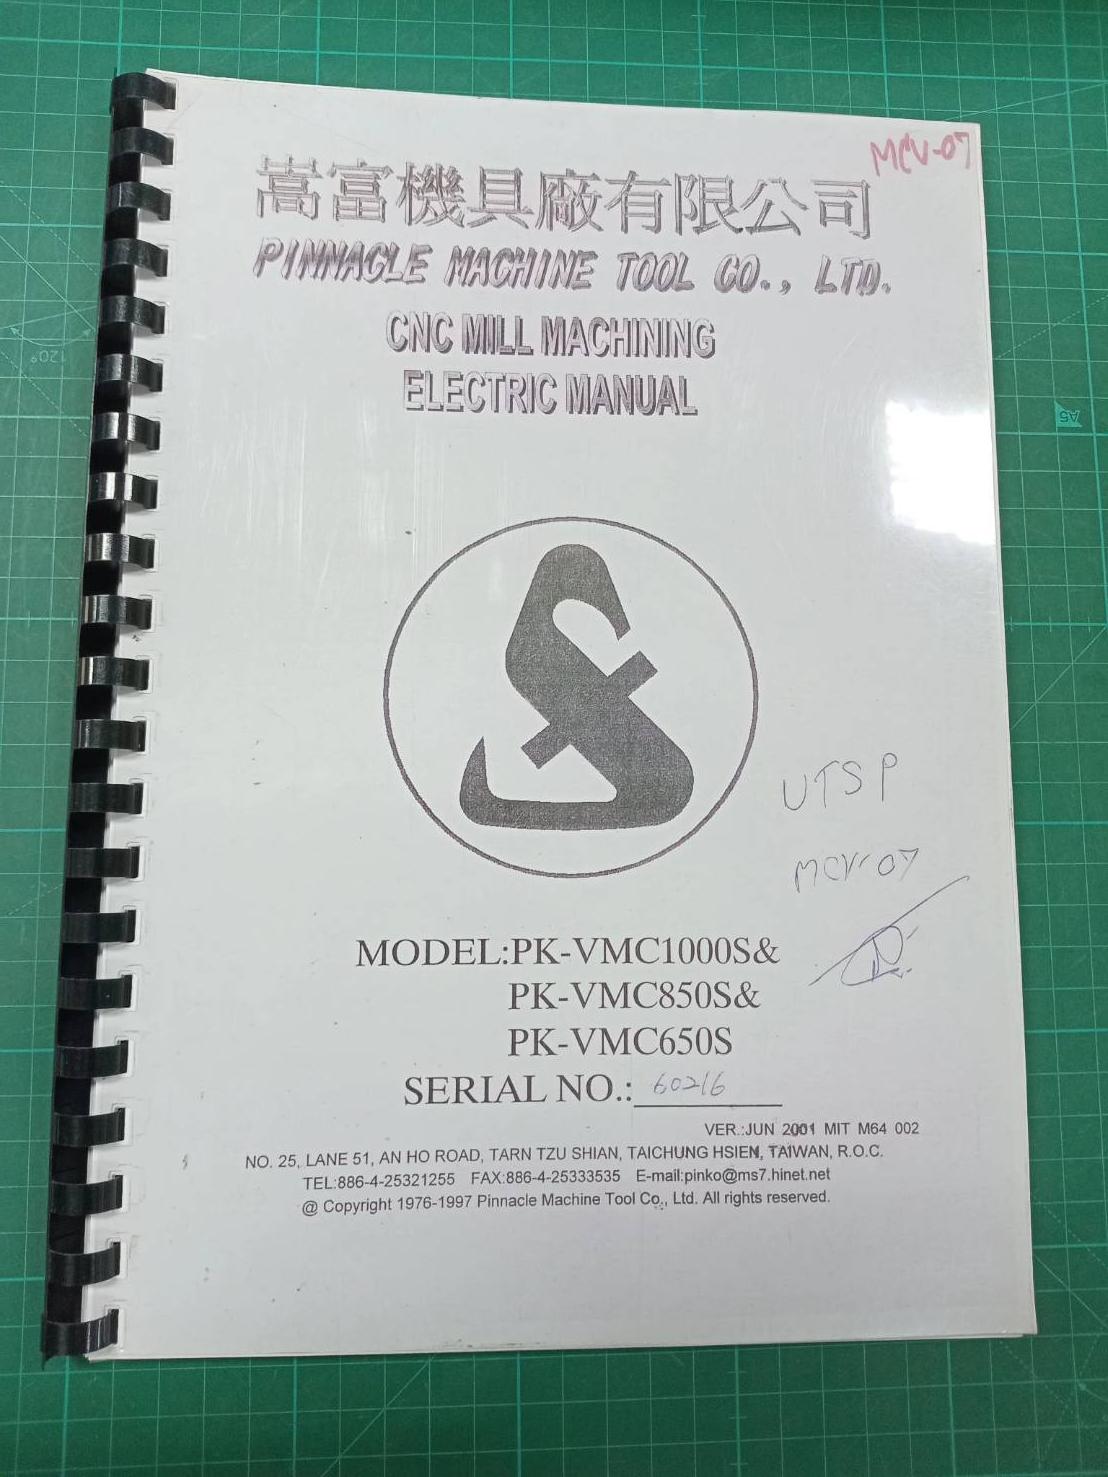 MCV-07
嵩富機具廠有限公司
PINNACLE MACHINE TOOL CO., LTD.
CNC MILL MACHINING
ELECTRIC MANUAL
UTSP
MCV-07
MODEL:PK-VMC1000S&
PK-VMC850S&
PK-VMC650S
SERIAL NO.: 60216
VER.:JUN 2001 MIT M64 002
NO. 25, LANE 51, AN HO ROAD, TARN TZU SHIAN, TAICHUNG HSIEN, TAIWAN, R.O.C.
TEL:886-4-25321255 FAX:886-4-25333535 E-mail:pinko@ms7.hinet.net
@ Copyright 1976-1997 Pinnacle Machine Tool Co., Ltd. All rights reserved.
120°
A5